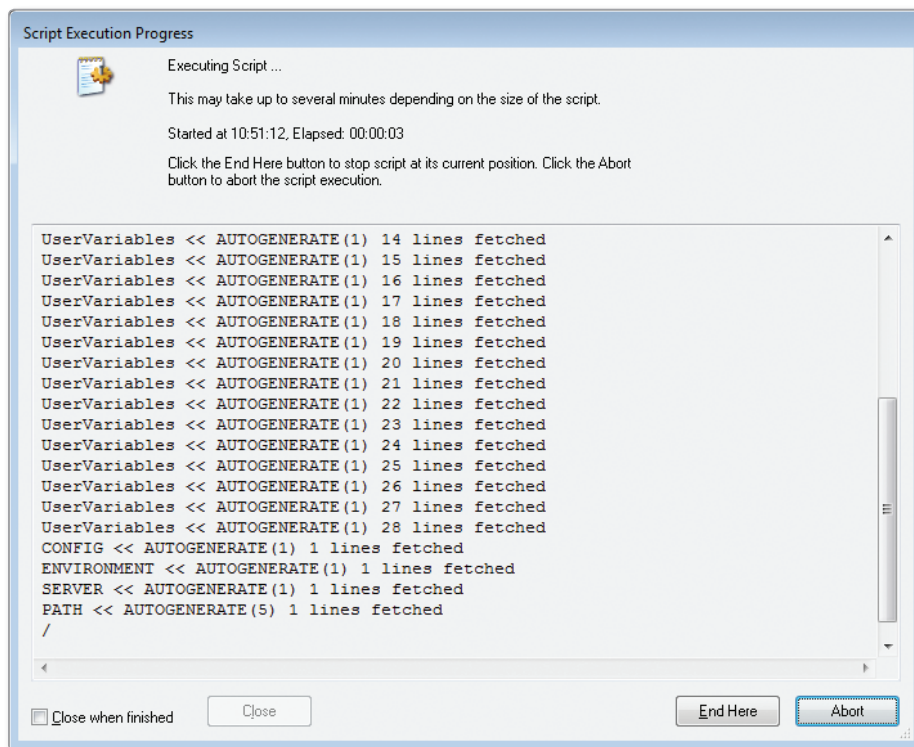 Script Execution Progress
Executing Script ...
This may take up to several minutes depending on the size of the script.
Started at 10:51:12, Elapsed: 00:00:03
Click the End Here button to stop script at its current position. Click the Abort
button to abort the script execution.
UserVariables << AUTOGENERATE(1) 14 lines fetched
UserVariables << AUTOGENERATE(1) 15 lines fetched
UserVariables << AUTOGENERATE(1) 16 lines fetched
UserVariables << AUTOGENERATE(1) 17 lines fetched
UserVariables << AUTOGENERATE(1) 18 lines fetched
UserVariables << AUTOGENERATE(1) 19 lines fetched
UserVariables << AUTOGENERATE(1) 20 lines fetched
UserVariables << AUTOGENERATE(1) 21 lines fetched
UserVariables << AUTOGENERATE(1) 22 lines fetched
UserVariables << AUTOGENERATE(1) 23 lines fetched
UserVariables << AUTOGENERATE(1) 24 lines fetched
UserVariables << AUTOGENERATE(1) 25 lines fetched
UserVariables << AUTOGENERATE(1) 26 lines fetched
UserVariables << AUTOGENERATE(1) 27 lines fetched
UserVariables << AUTOGENERATE(1) 28 lines fetched
CONFIG << AUTOGENERATE(1) 1 lines fetched
ENVIRONMENT << AUTOGENERATE(1) 1 lines fetched
SERVER << AUTOGENERATE(1) 1 lines fetched
PATH << AUTOGENERATE(5) 1 lines fetched
/
Close when finished Close End Here Abort